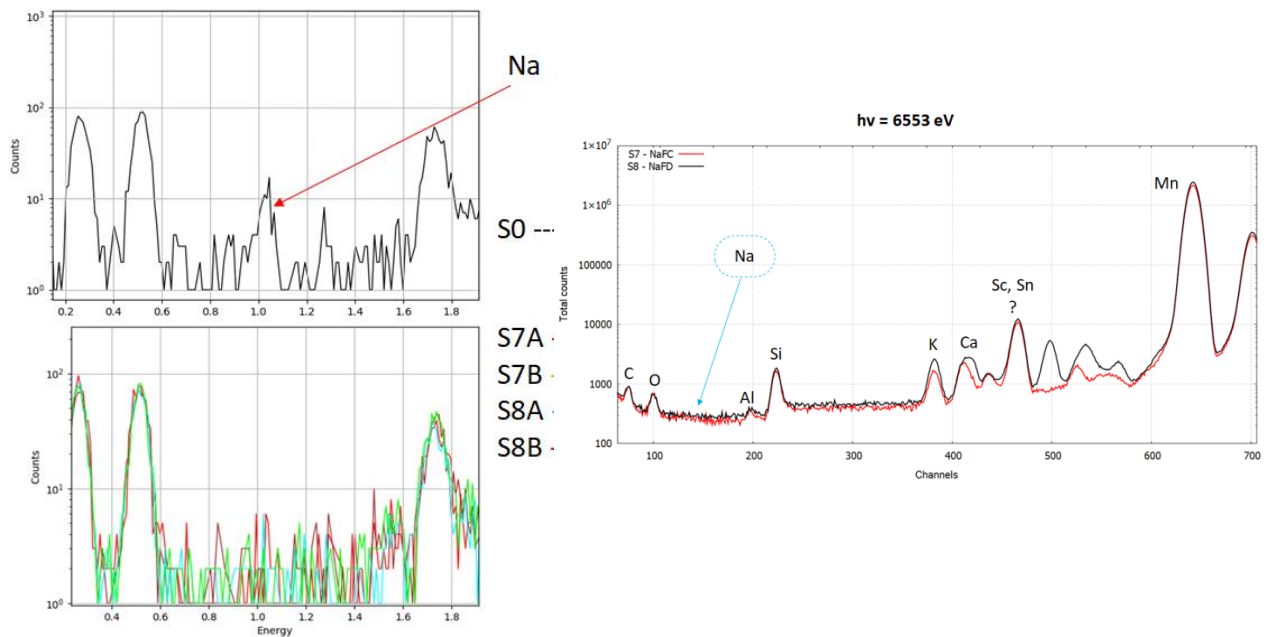 10³
10²
10¹
10⁰
Counts
0.2 0.4 0.6 0.8 1.0 1.2 1.4 1.6 1.8
Na
S0 ---
10²
10¹
10⁰
Counts
0.4 0.6 0.8 1.0 1.2 1.4 1.6 1.8
Energy
S7A -
S7B -
S8A -
S8B -
hv = 6553 eV
S7 - NaFC
S8 - NaFD
1×10⁷
1×10⁶
100000
10000
1000
100
Total counts
100 200 300 400 500 600 700
Channels
C
O
Na
Al
Si
K
Ca
Sc, Sn
?
Mn